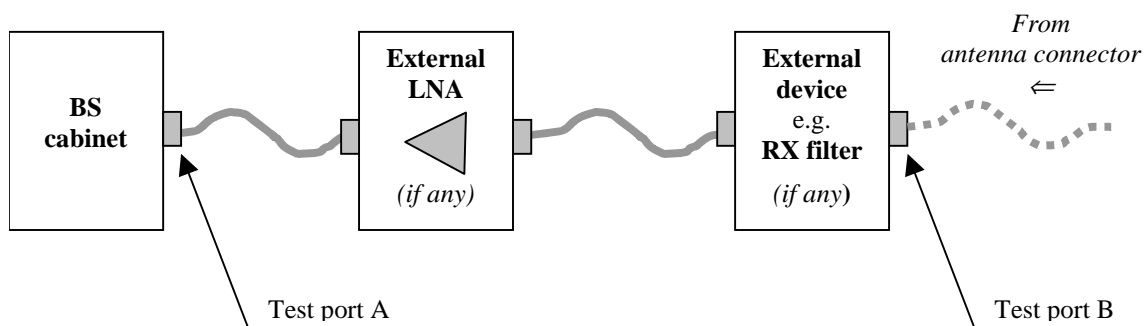 BS
cabinet
External
LNA
(if any)
External
device
e.g.
RX filter
(if any)
From
antenna connector
⇐
Test port A
Test port B